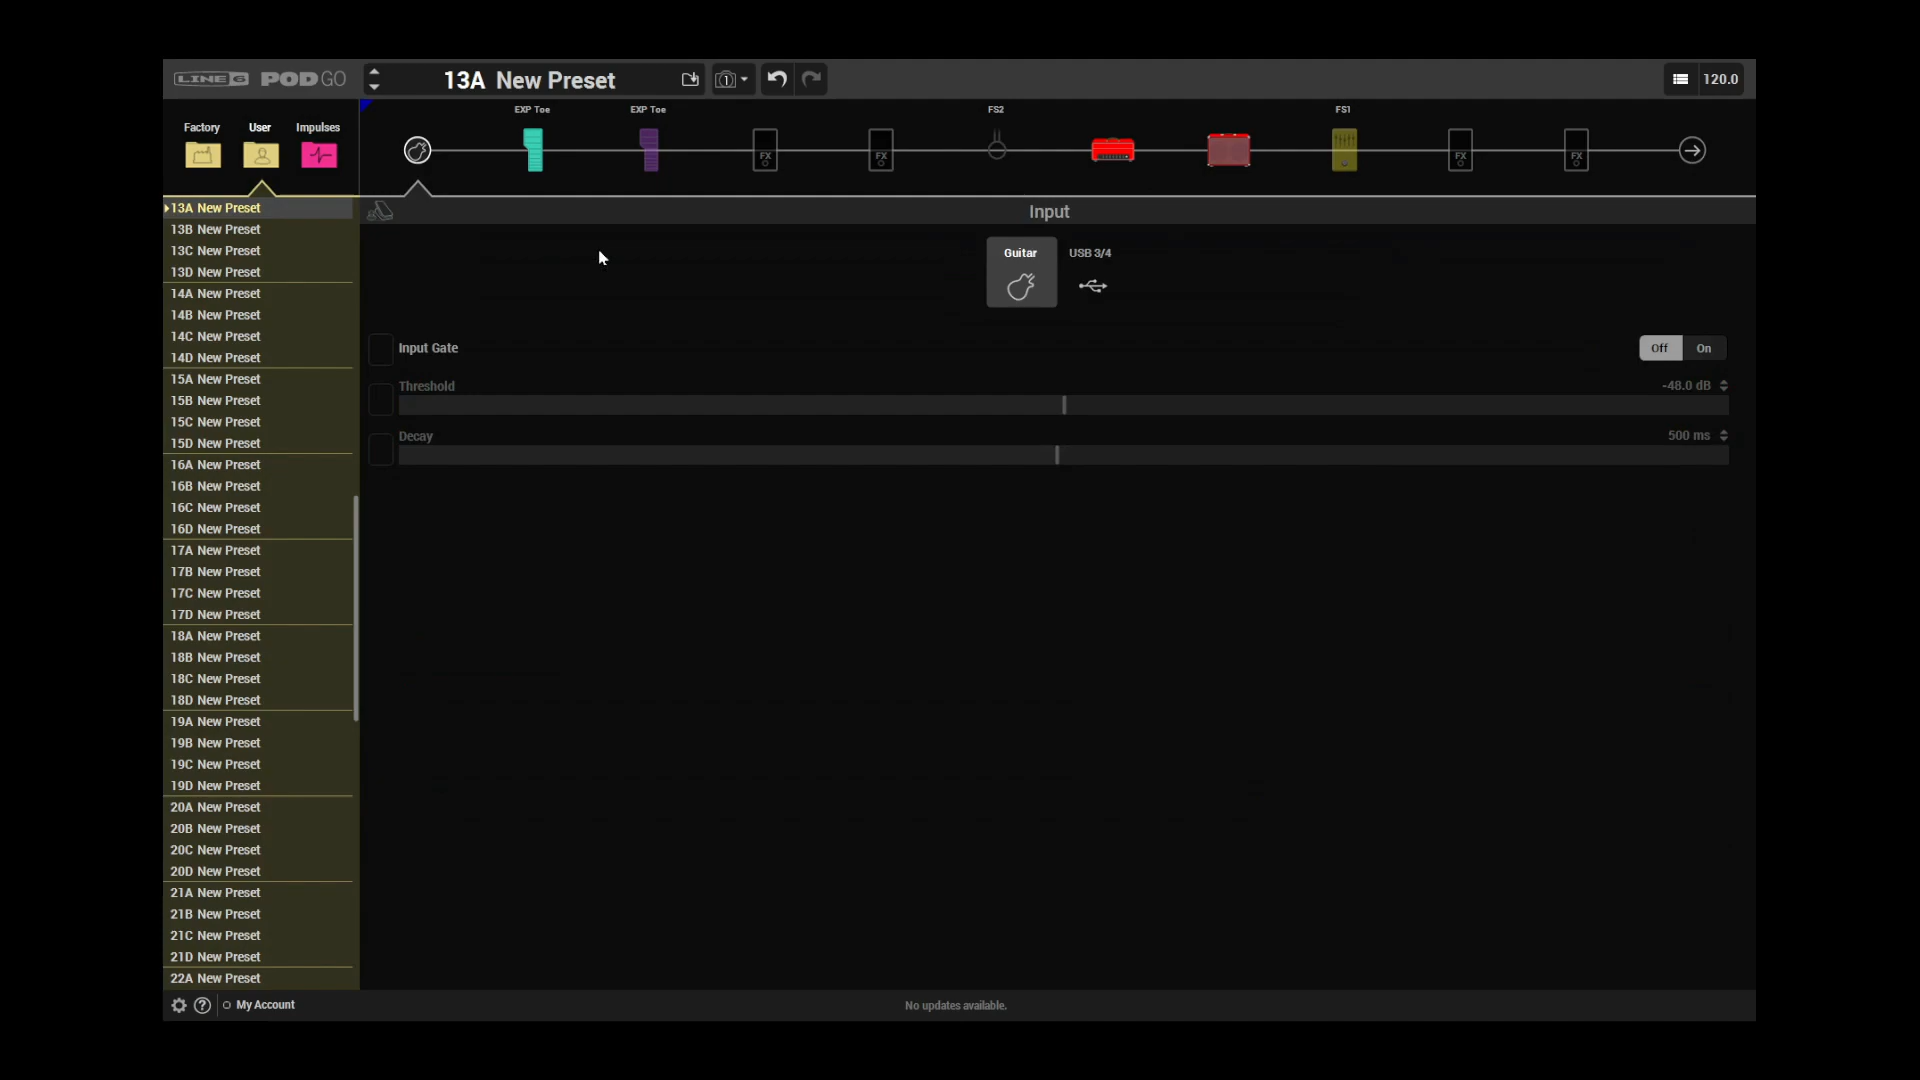 LINE 6 POD GO
13A New Preset
1
120.0
EXP Toe
EXP Toe
FS2
FS1
Factory
User
Impulses
FX
FX
FX
FX
13A New Preset
13B New Preset
13C New Preset
13D New Preset
14A New Preset
14B New Preset
14C New Preset
14D New Preset
15A New Preset
15B New Preset
15C New Preset
15D New Preset
16A New Preset
16B New Preset
16C New Preset
16D New Preset
17A New Preset
17B New Preset
17C New Preset
17D New Preset
18A New Preset
18B New Preset
18C New Preset
18D New Preset
19A New Preset
19B New Preset
19C New Preset
19D New Preset
20A New Preset
20B New Preset
20C New Preset
20D New Preset
21A New Preset
21B New Preset
21C New Preset
21D New Preset
22A New Preset
Input
Guitar
USB 3/4
Input Gate
Off
On
Threshold
-48.0 dB
Decay
500 ms
?
My Account
No updates available.